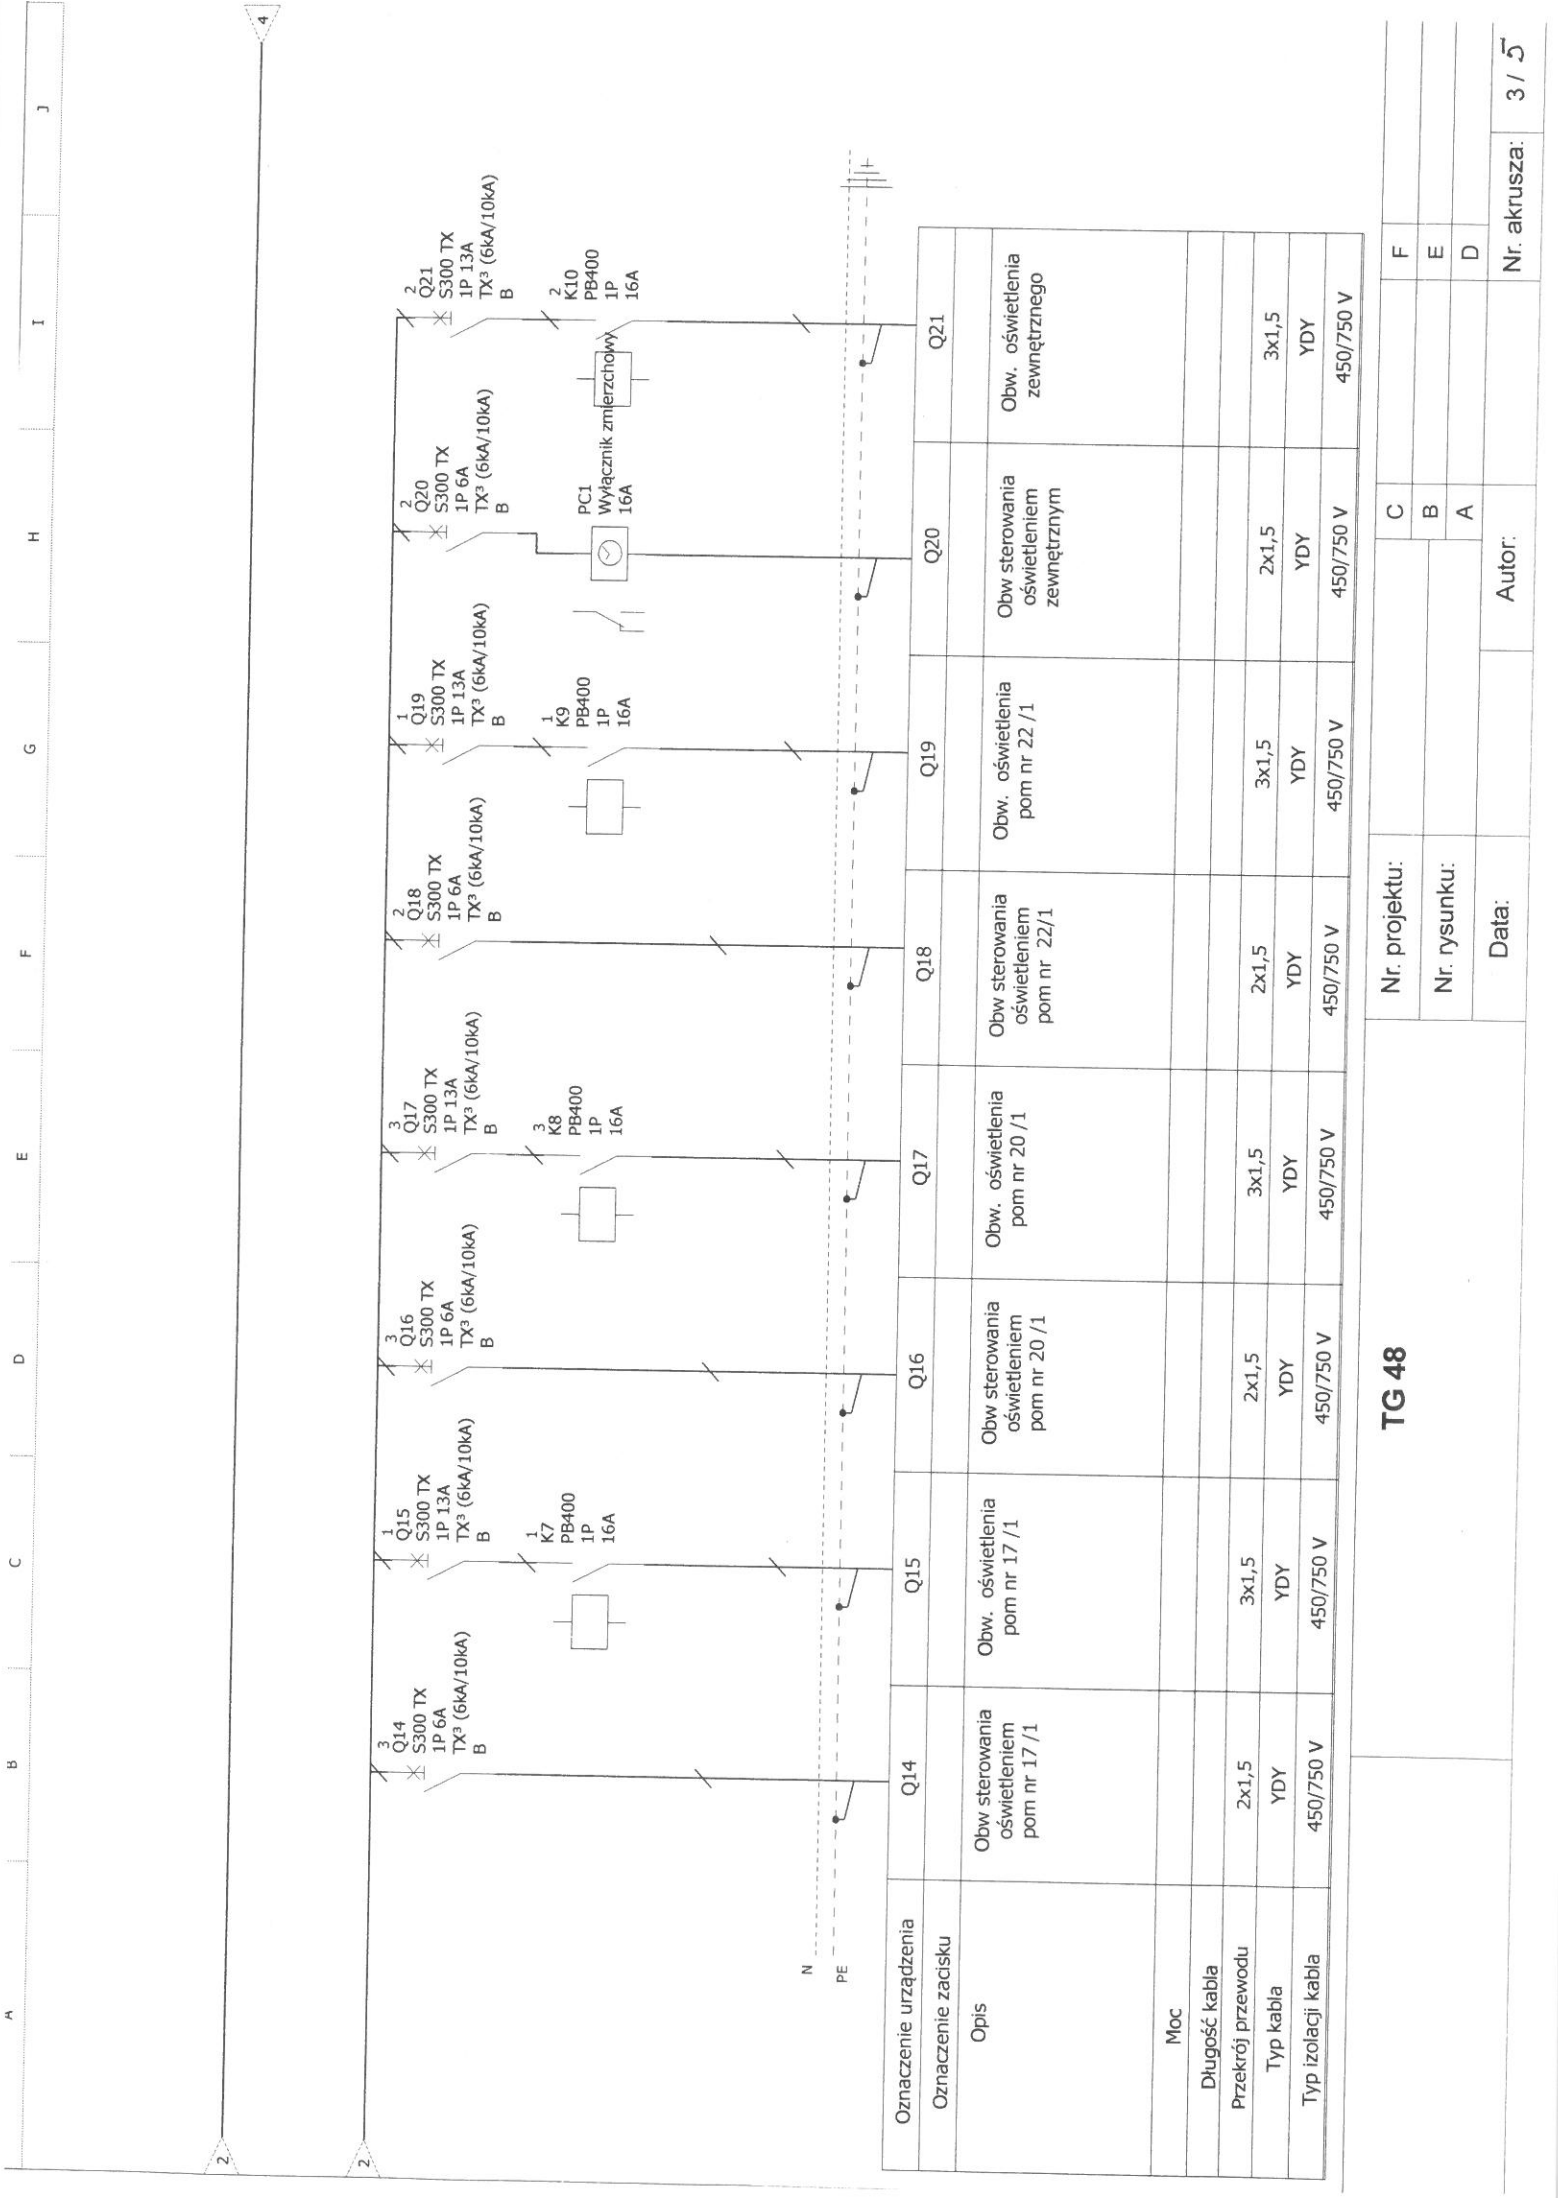 A
B
C
D
E
F
G
H
I
J
2
4
2
3
Q14
S300 TX
1P 6A
TX³ (6kA/10kA)
B
1
Q15
S300 TX
1P 13A
TX³ (6kA/10kA)
B
1
K7
PB400
1P
16A
3
Q16
S300 TX
1P 6A
TX³ (6kA/10kA)
B
3
Q17
S300 TX
1P 13A
TX³ (6kA/10kA)
B
3
K8
PB400
1P
16A
2
Q18
S300 TX
1P 6A
TX³ (6kA/10kA)
B
1
Q19
S300 TX
1P 13A
TX³ (6kA/10kA)
B
1
K9
PB400
1P
16A
2
Q20
S300 TX
1P 6A
TX³ (6kA/10kA)
B
PC1
Wyłącznik zmierzchowy
16A
2
Q21
S300 TX
1P 13A
TX³ (6kA/10kA)
B
2
K10
PB400
1P
16A
N
PE
Oznaczenie urządzenia Q14 Q15 Q16 Q17 Q18 Q19 Q20 Q21
Oznaczenie zacisku
Opis
Obw sterowania
oświetleniem
pom nr 17 /1
Obw. oświetlenia
pom nr 17 /1
Obw sterowania
oświetleniem
pom nr 20 /1
Obw. oświetlenia
pom nr 20 /1
Obw sterowania
oświetleniem
pom nr 22/1
Obw. oświetlenia
pom nr 22 /1
Obw sterowania
oświetleniem
zewnętrznym
Obw. oświetlenia
zewnętrznego
Moc
Długość kabla
Przekrój przewodu 2x1,5 3x1,5 2x1,5 3x1,5 2x1,5 3x1,5 2x1,5 3x1,5
Typ kabla YDY YDY YDY YDY YDY YDY YDY YDY
Typ izolacji kabla 450/750 V 450/750 V 450/750 V 450/750 V 450/750 V 450/750 V 450/750 V 450/750 V
TG 48
Nr. projektu:
Nr. rysunku:
Data:
Autor:
C
B
A
F
E
D
Nr. akrusza: 3 / 5